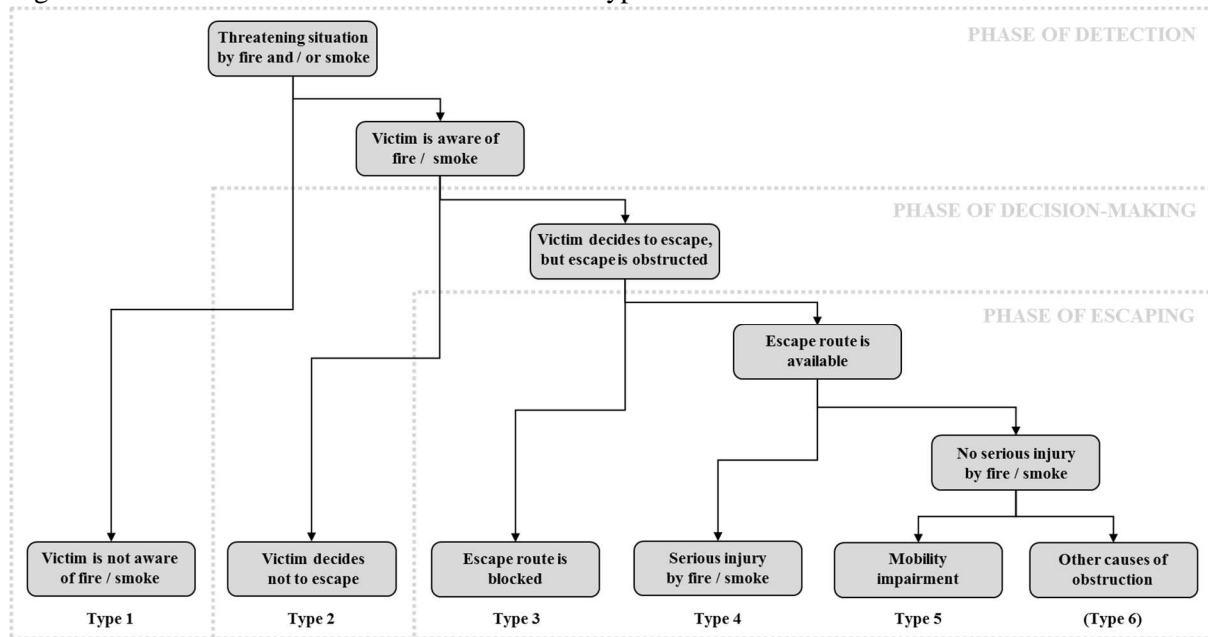 PHASE OF DETECTION
Threatening situation
by fire and / or smoke
Victim is aware of
fire / smoke
PHASE OF DECISION-MAKING
Victim decides to escape,
but escape is obstructed
PHASE OF ESCAPING
Escape route is
available
No serious injury
by fire / smoke
Victim is not aware
of fire / smoke
Victim decides
not to escape
Escape route is
blocked
Serious injury
by fire / smoke
Mobility
impairment
Other causes of
obstruction
Type 1
Type 2
Type 3
Type 4
Type 5
(Type 6)